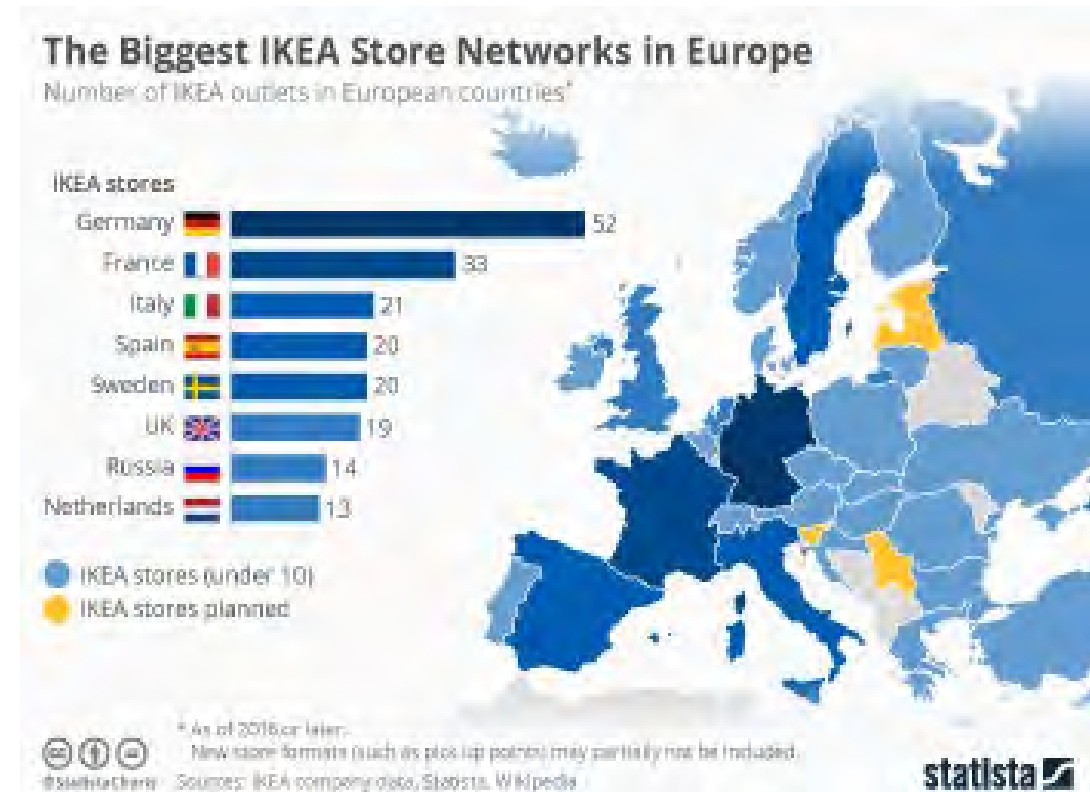 The Biggest IKEA Store Networks in Europe
Number of IKEA outlets in European countries*
IKEA stores
Germany 52
France 33
Italy 21
Spain 20
Sweden 20
UK 19
Russia 14
Netherlands 13
IKEA stores (under 10)
IKEA stores planned
* As of 2016 or later.
New store formats (such as pick up points) may partially not be included.
@StatistaCharts Sources: IKEA company data, Statista, Wikipedia
statista